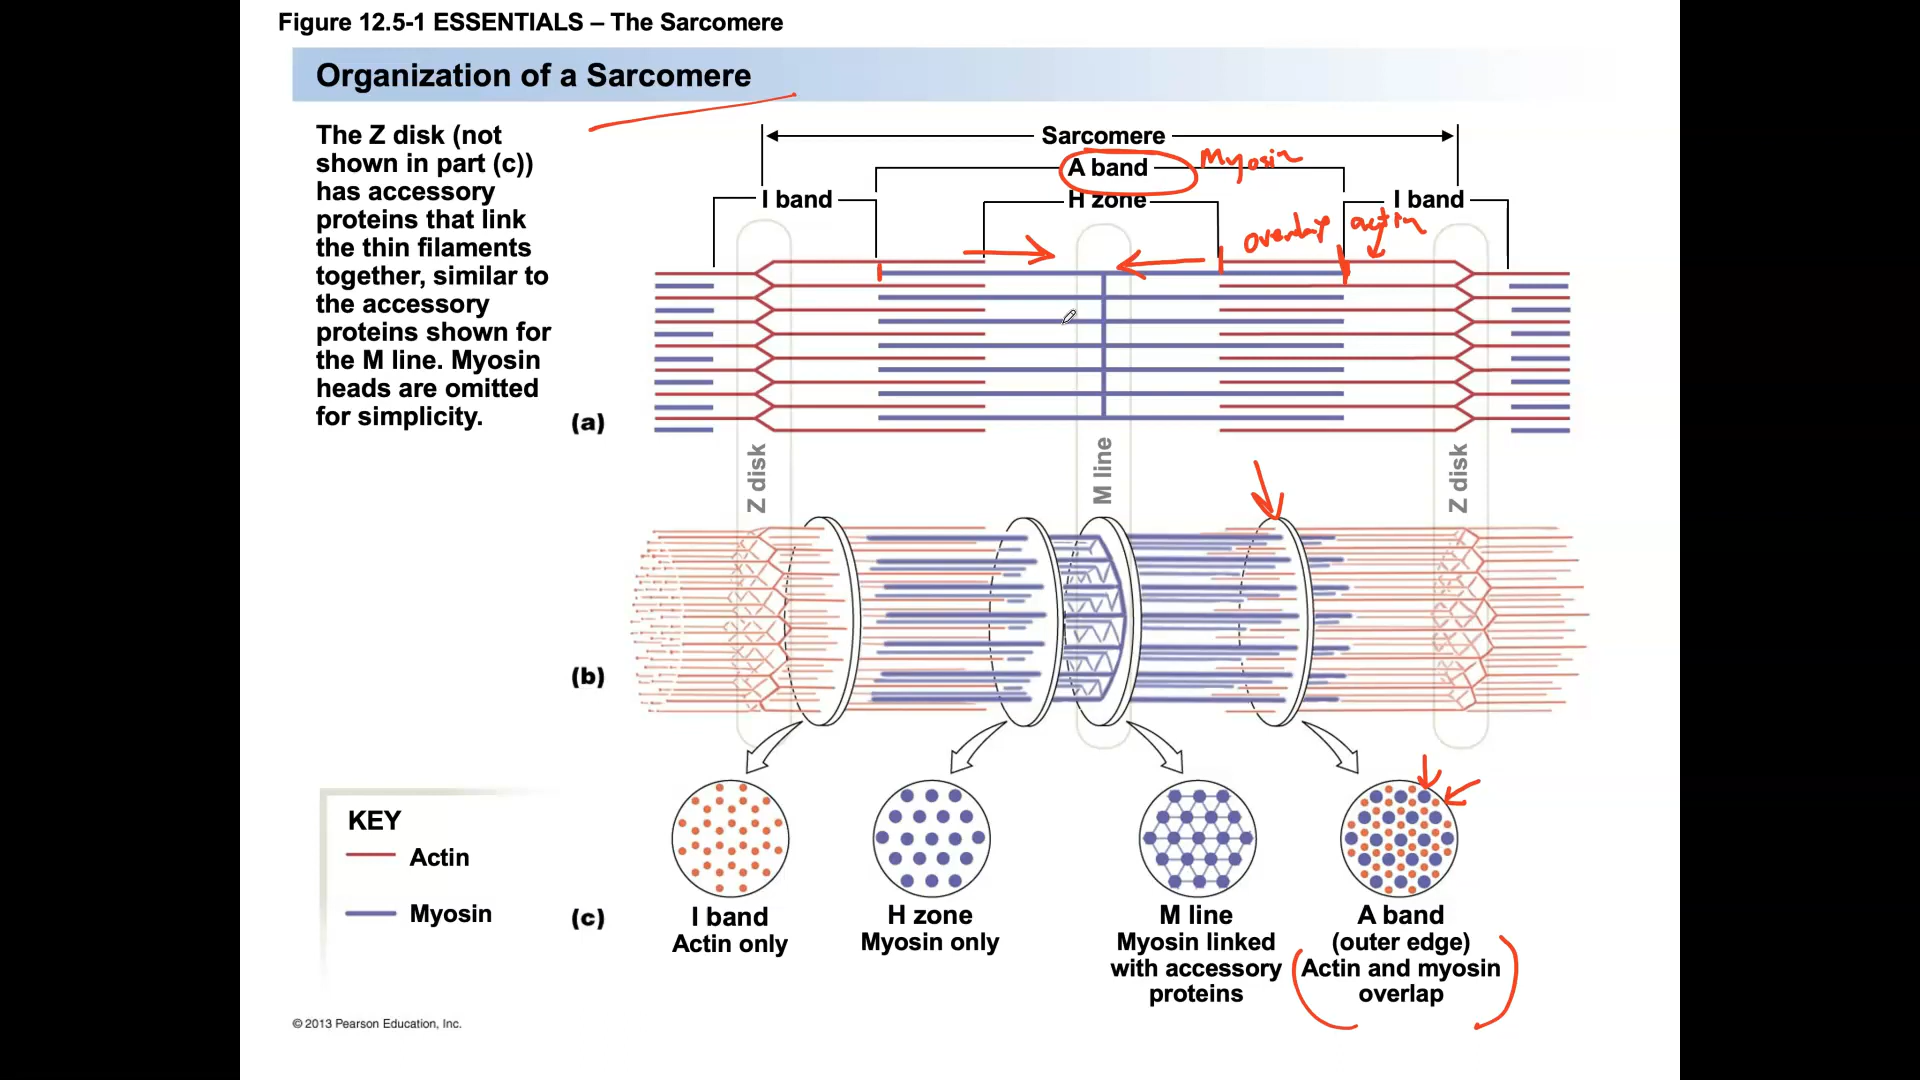 Figure 12.5-1 ESSENTIALS – The Sarcomere
Organization of a Sarcomere
The Z disk (not
shown in part (c))
has accessory
proteins that link
the thin filaments
together, similar to
the accessory
proteins shown for
the M line. Myosin
heads are omitted
for simplicity.
Sarcomere
A band
Myosin
I band
H zone
I band
overlap
actin
(a)
Z disk
M line
Z disk
(b)
KEY
Actin
Myosin
(c)
I band
Actin only
H zone
Myosin only
M line
Myosin linked
with accessory
proteins
A band
(outer edge)
Actin and myosin
overlap
© 2013 Pearson Education, Inc.